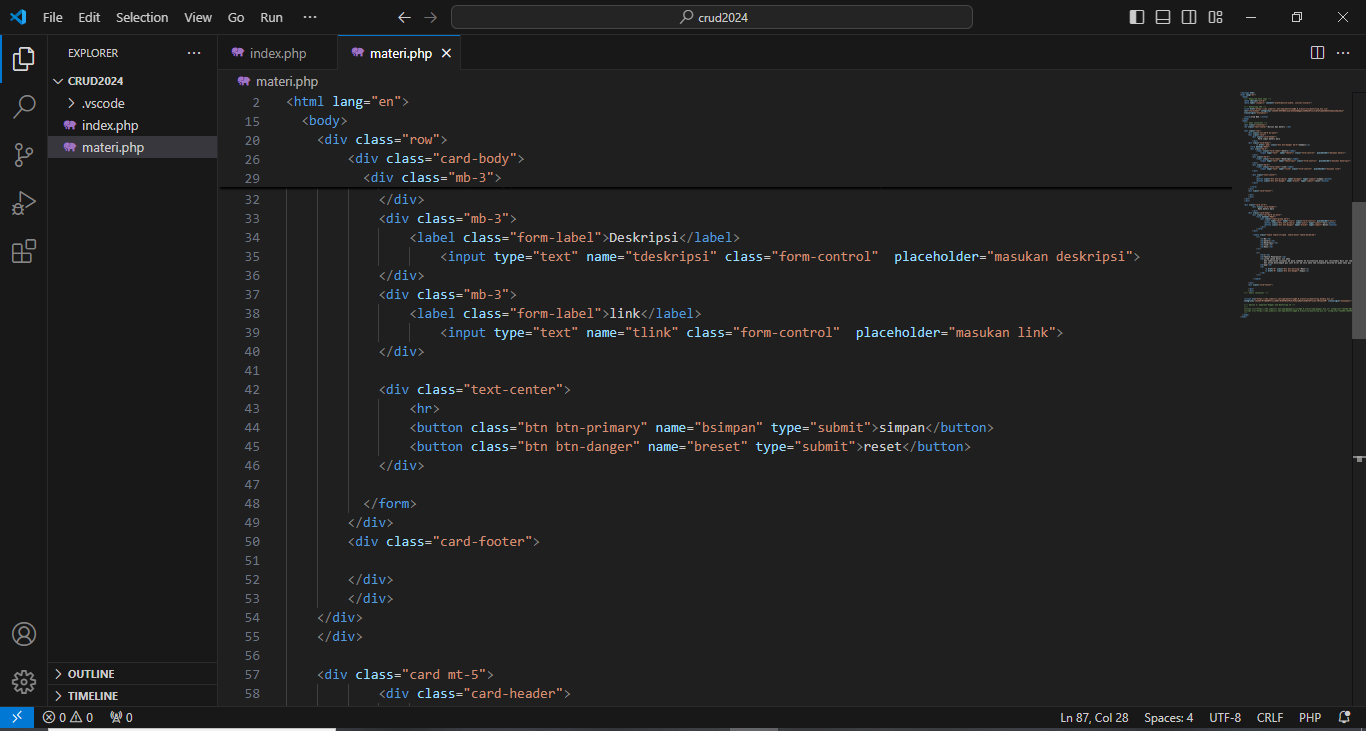 File Edit Selection View Go Run ··· crud2024
EXPLORER ···
CRUD2024
.vscode
index.php
materi.php
OUTLINE
TIMELINE
index.php materi.php
materi.php
2 <html lang="en">
15 <body>
20 <div class="row">
26 <div class="card-body">
29 <div class="mb-3">
32 </div>
33 <div class="mb-3">
34 <label class="form-label">Deskripsi</label>
35 <input type="text" name="tdeskripsi" class="form-control"  placeholder="masukan deskripsi">
36 </div>
37 <div class="mb-3">
38 <label class="form-label">link</label>
39 <input type="text" name="tlink" class="form-control"  placeholder="masukan link">
40 </div>
41
42 <div class="text-center">
43 <hr>
44 <button class="btn btn-primary" name="bsimpan" type="submit">simpan</button>
45 <button class="btn btn-danger" name="breset" type="submit">reset</button>
46 </div>
47
48 </form>
49 </div>
50 <div class="card-footer">
51
52 </div>
53 </div>
54 </div>
55 </div>
56
57 <div class="card mt-5">
58 <div class="card-header">
0 0 0 Ln 87, Col 28 Spaces: 4 UTF-8 CRLF PHP